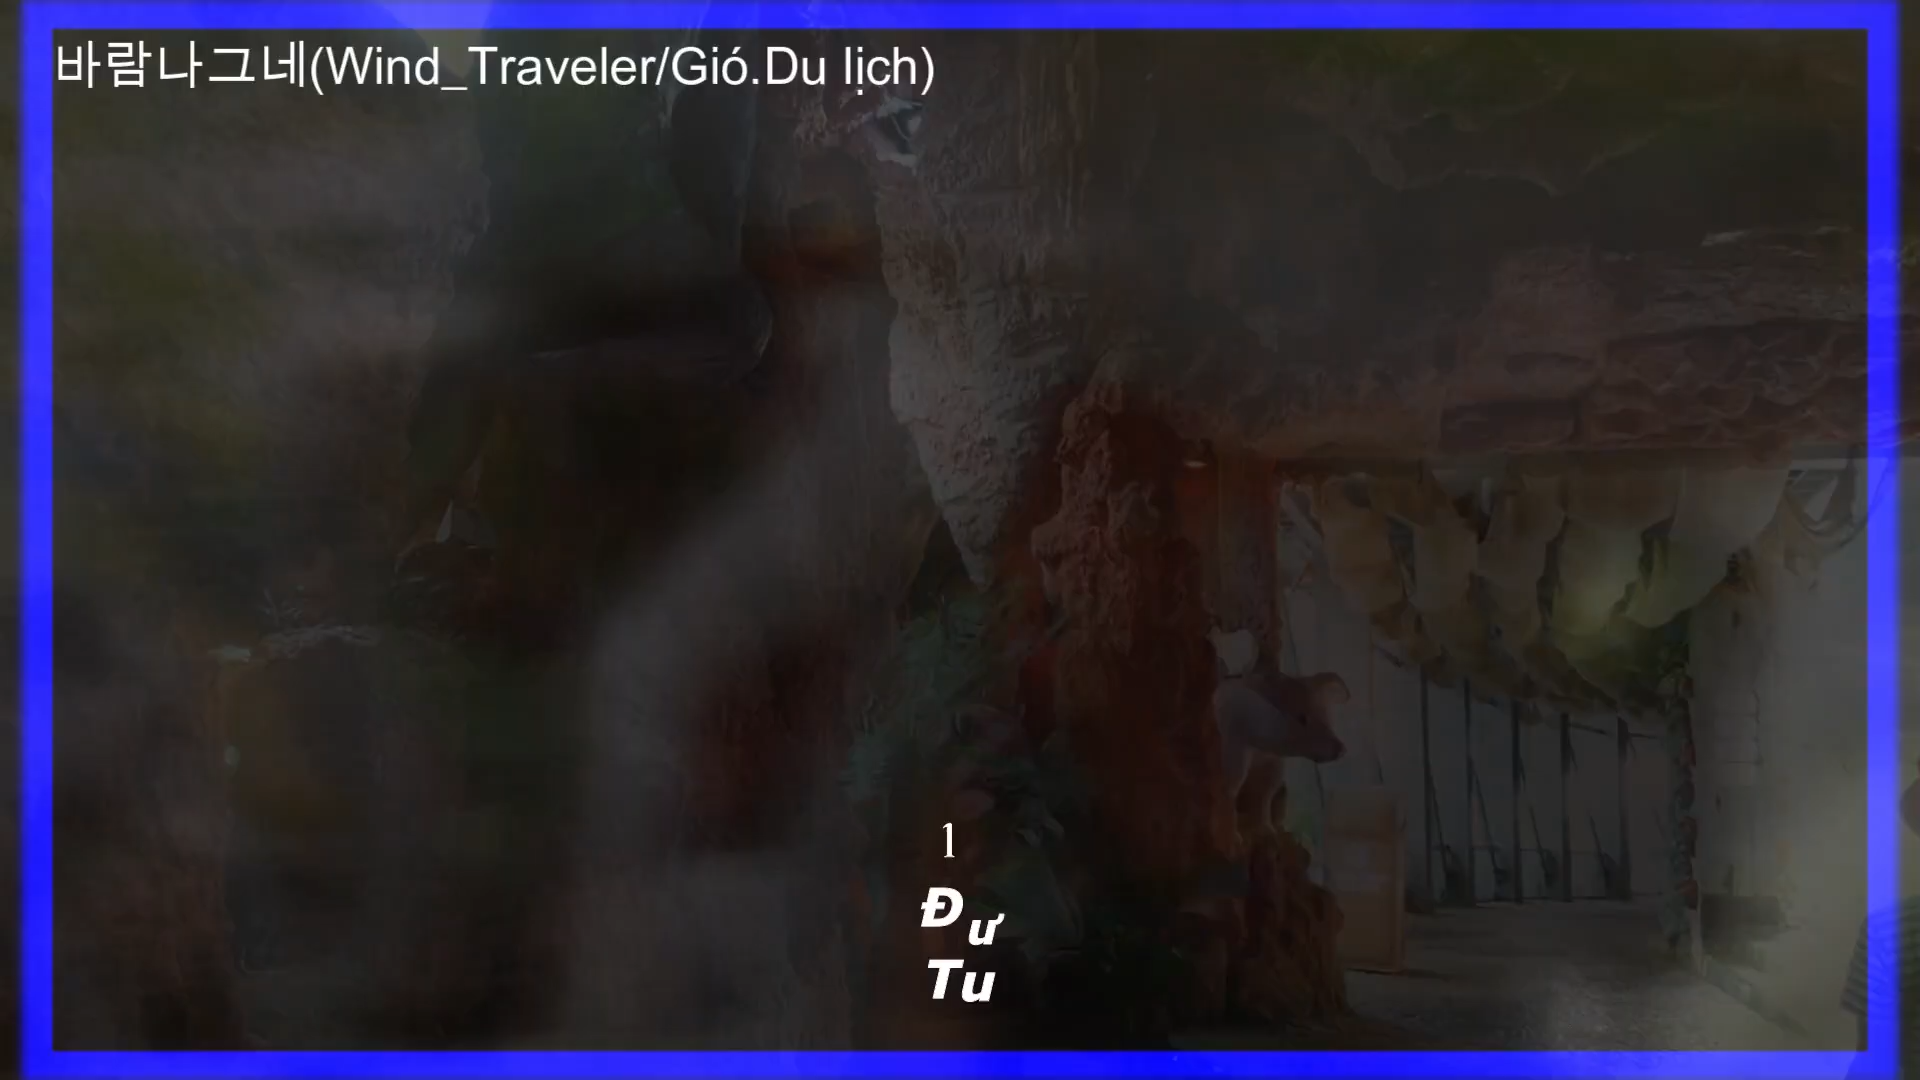 바람나그네(Wind_Traveler/Gió.Du lịch)
1
Đư
Tu